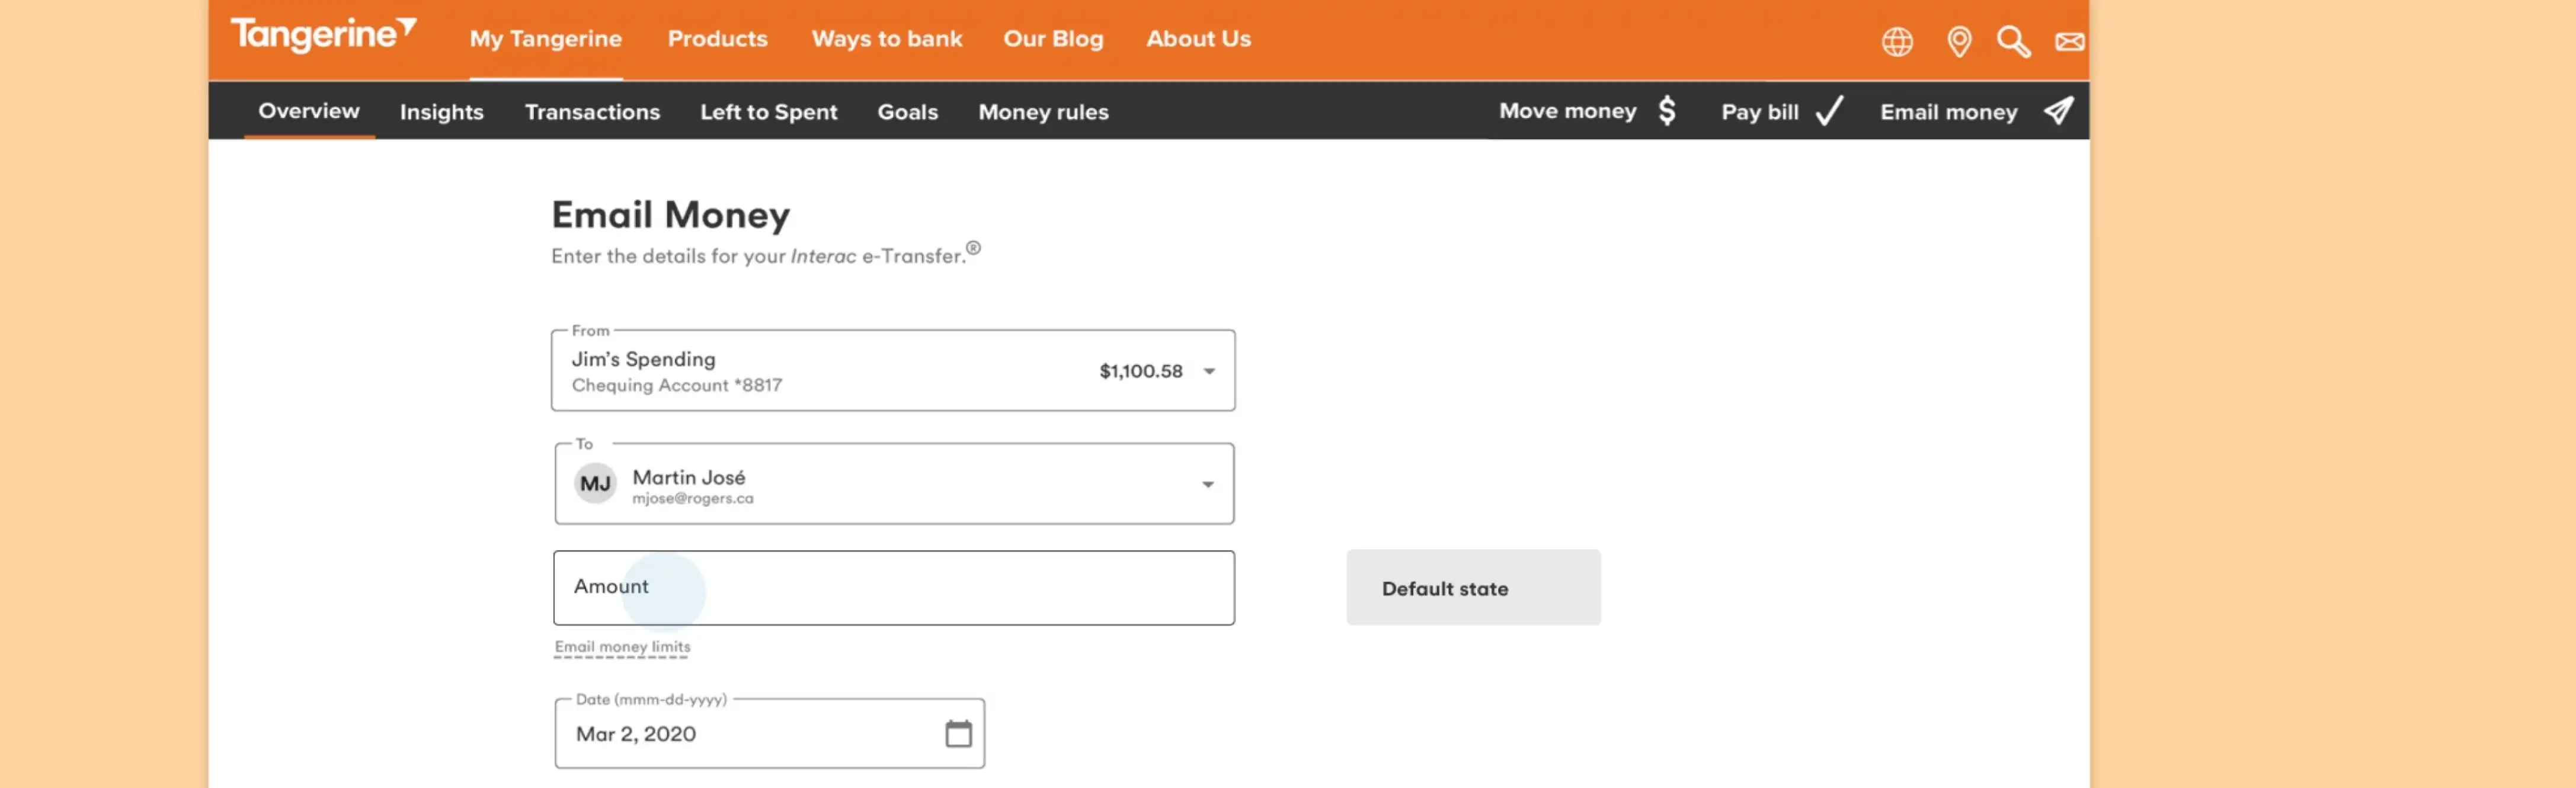 Tangerine My Tangerine Products Ways to bank Our Blog About Us
Overview Insights Transactions Left to Spent Goals Money rules Move money $ Pay bill Email money
Email Money
Enter the details for your Interac e-Transfer.®
From
Jim’s Spending
Chequing Account *8817
$1,100.58
To
MJ
Martin José
mjose@rogers.ca
Amount
Default state
Email money limits
Date (mmm-dd-yyyy)
Mar 2, 2020